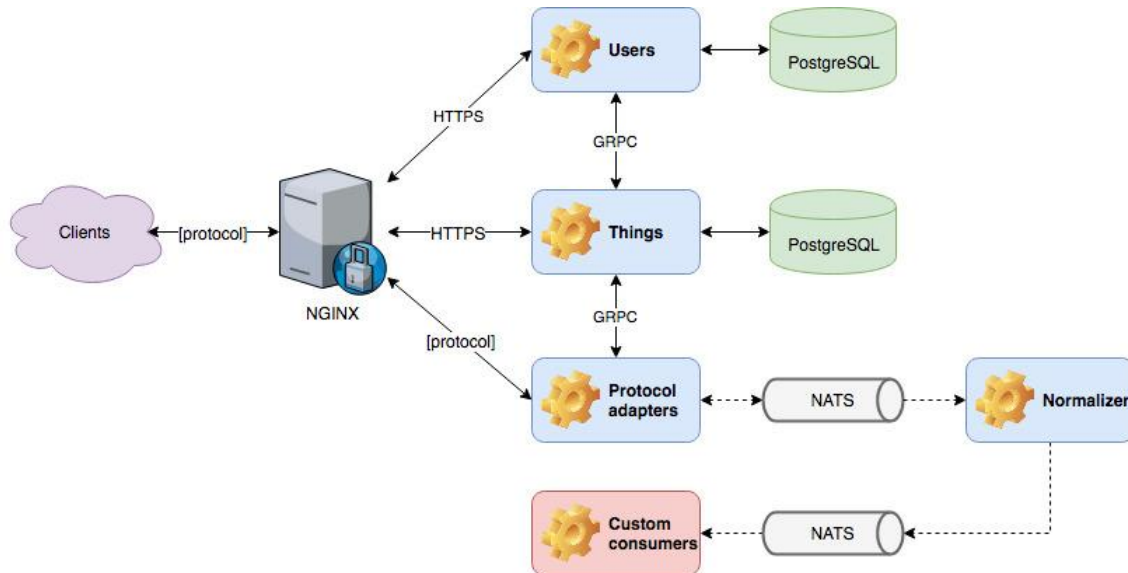 Users
PostgreSQL
HTTPS
GRPC
Clients
[protocol]
HTTPS
Things
PostgreSQL
NGINX
GRPC
[protocol]
Protocol
adapters
NATS
Normalizer
Custom
consumers
NATS